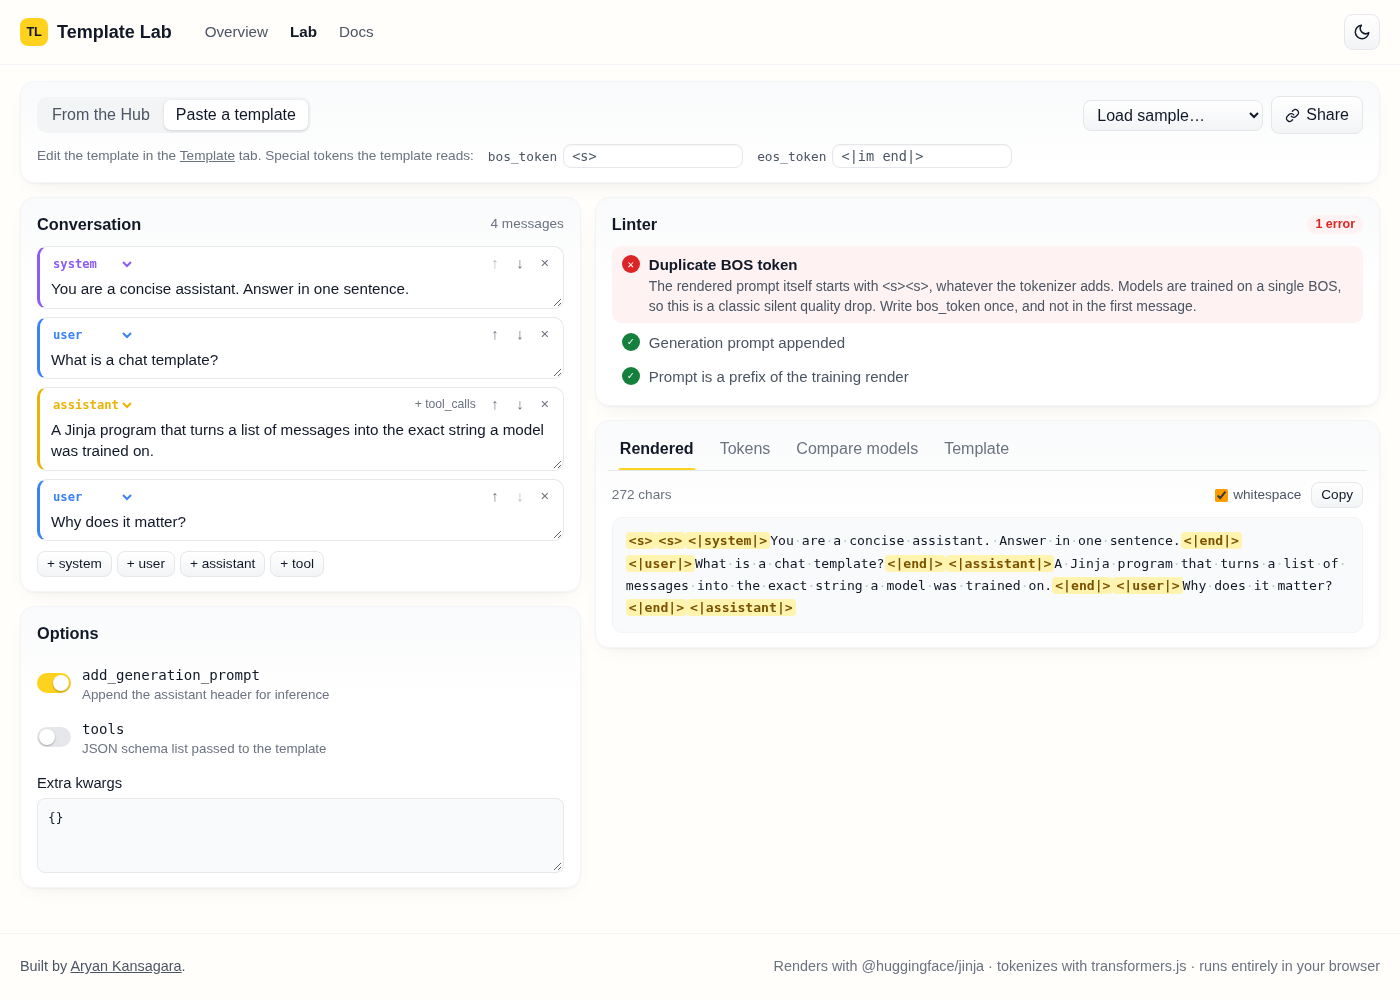 TL Template Lab Overview Lab Docs
From the Hub Paste a template Load sample… Share
Edit the template in the Template tab. Special tokens the template reads: bos_token <s> eos_token <|im_end|>
Conversation 4 messages
system ↑ ↓ ×
You are a concise assistant. Answer in one sentence.
user ↑ ↓ ×
What is a chat template?
assistant + tool_calls ↑ ↓ ×
A Jinja program that turns a list of messages into the exact string a model
was trained on.
user ↑ ↓ ×
Why does it matter?
+ system + user + assistant + tool
Options
add_generation_prompt
Append the assistant header for inference
tools
JSON schema list passed to the template
Extra kwargs
{}
Linter 1 error
Duplicate BOS token
The rendered prompt itself starts with <s><s>, whatever the tokenizer adds. Models are trained on a single BOS,
so this is a classic silent quality drop. Write bos_token once, and not in the first message.
Generation prompt appended
Prompt is a prefix of the training render
Rendered Tokens Compare models Template
272 chars whitespace Copy
<s><s><|system|>You·are·a·concise·assistant.·Answer·in·one·sentence.<|end|>
<|user|>What·is·a·chat·template?<|end|><|assistant|>A·Jinja·program·that·turns·a·list·of·
messages·into·the·exact·string·a·model·was·trained·on.<|end|><|user|>Why·does·it·matter?
<|end|><|assistant|>
Built by Aryan Kansagara. Renders with @huggingface/jinja · tokenizes with transformers.js · runs entirely in your browser